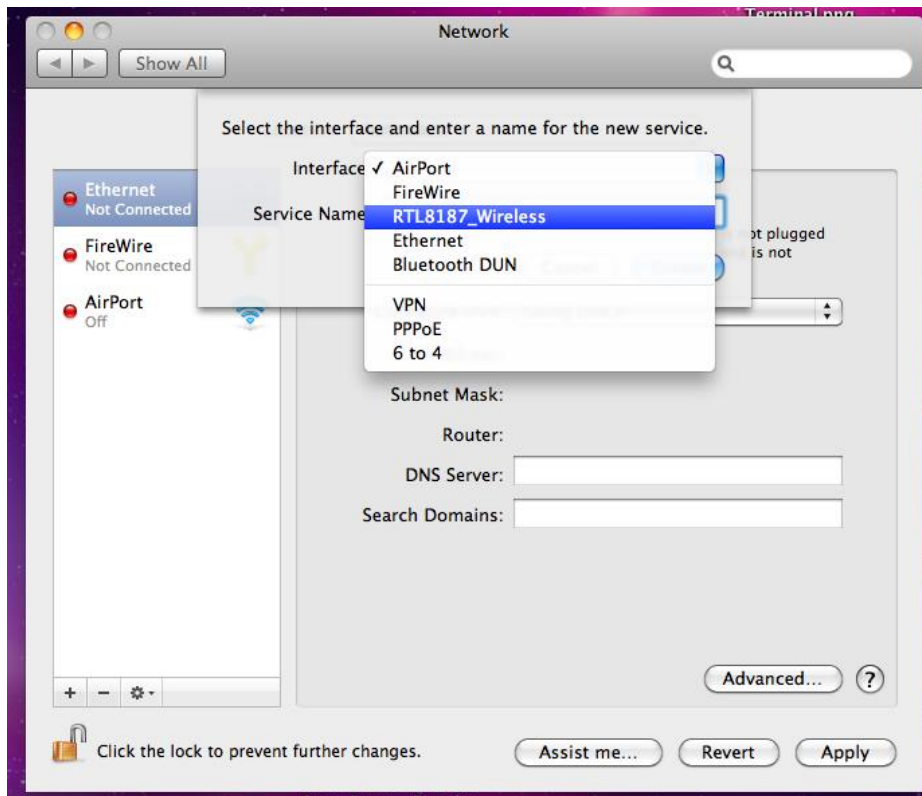 Terminal.png
Network
Show All
Select the interface and enter a name for the new service.
Interface ✓ AirPort
FireWire
Service Name RTL8187_Wireless
Ethernet
Bluetooth DUN
VPN
PPPoE
6 to 4
Ethernet
Not Connected
FireWire
Not Connected
AirPort
Off
ot plugged
is not
Subnet Mask:
Router:
DNS Server:
Search Domains:
Advanced... ?
+ -
Click the lock to prevent further changes.
Assist me... Revert Apply